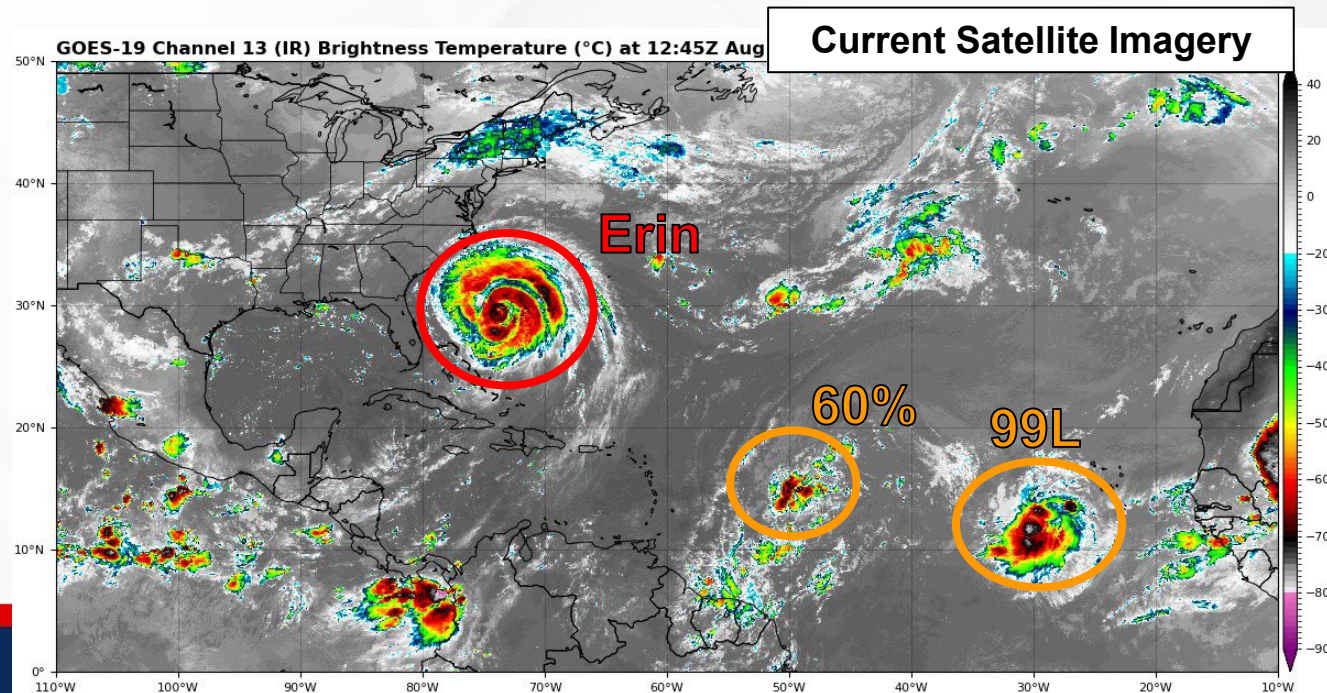 Current Satellite Imagery
GOES-19 Channel 13 (IR) Brightness Temperature (°C) at 12:45Z Aug
50°N
40°N
30°N
20°N
10°N
0°
110°W
100°W
90°W
80°W
70°W
60°W
50°W
40°W
30°W
20°W
10°W
Erin
60%
99L
40
20
0
−20
−30
−40
−50
−60
−70
−80
−90